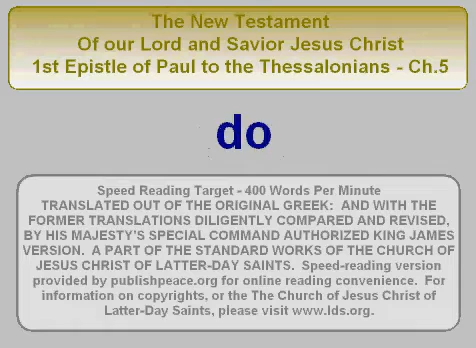 The New Testament
Of our Lord and Savior Jesus Christ
1st Epistle of Paul to the Thessalonians - Ch.5
do
Speed Reading Target - 400 Words Per Minute
TRANSLATED OUT OF THE ORIGINAL GREEK:  AND WITH THE
FORMER TRANSLATIONS DILIGENTLY COMPARED AND REVISED,
BY HIS MAJESTY'S SPECIAL COMMAND AUTHORIZED KING JAMES
VERSION.  A PART OF THE STANDARD WORKS OF THE CHURCH OF
JESUS CHRIST OF LATTER-DAY SAINTS.  Speed-reading version
provided by publishpeace.org for online reading convenience.  For
information on copyrights, or the The Church of Jesus Christ of
Latter-Day Saints, please visit www.lds.org.